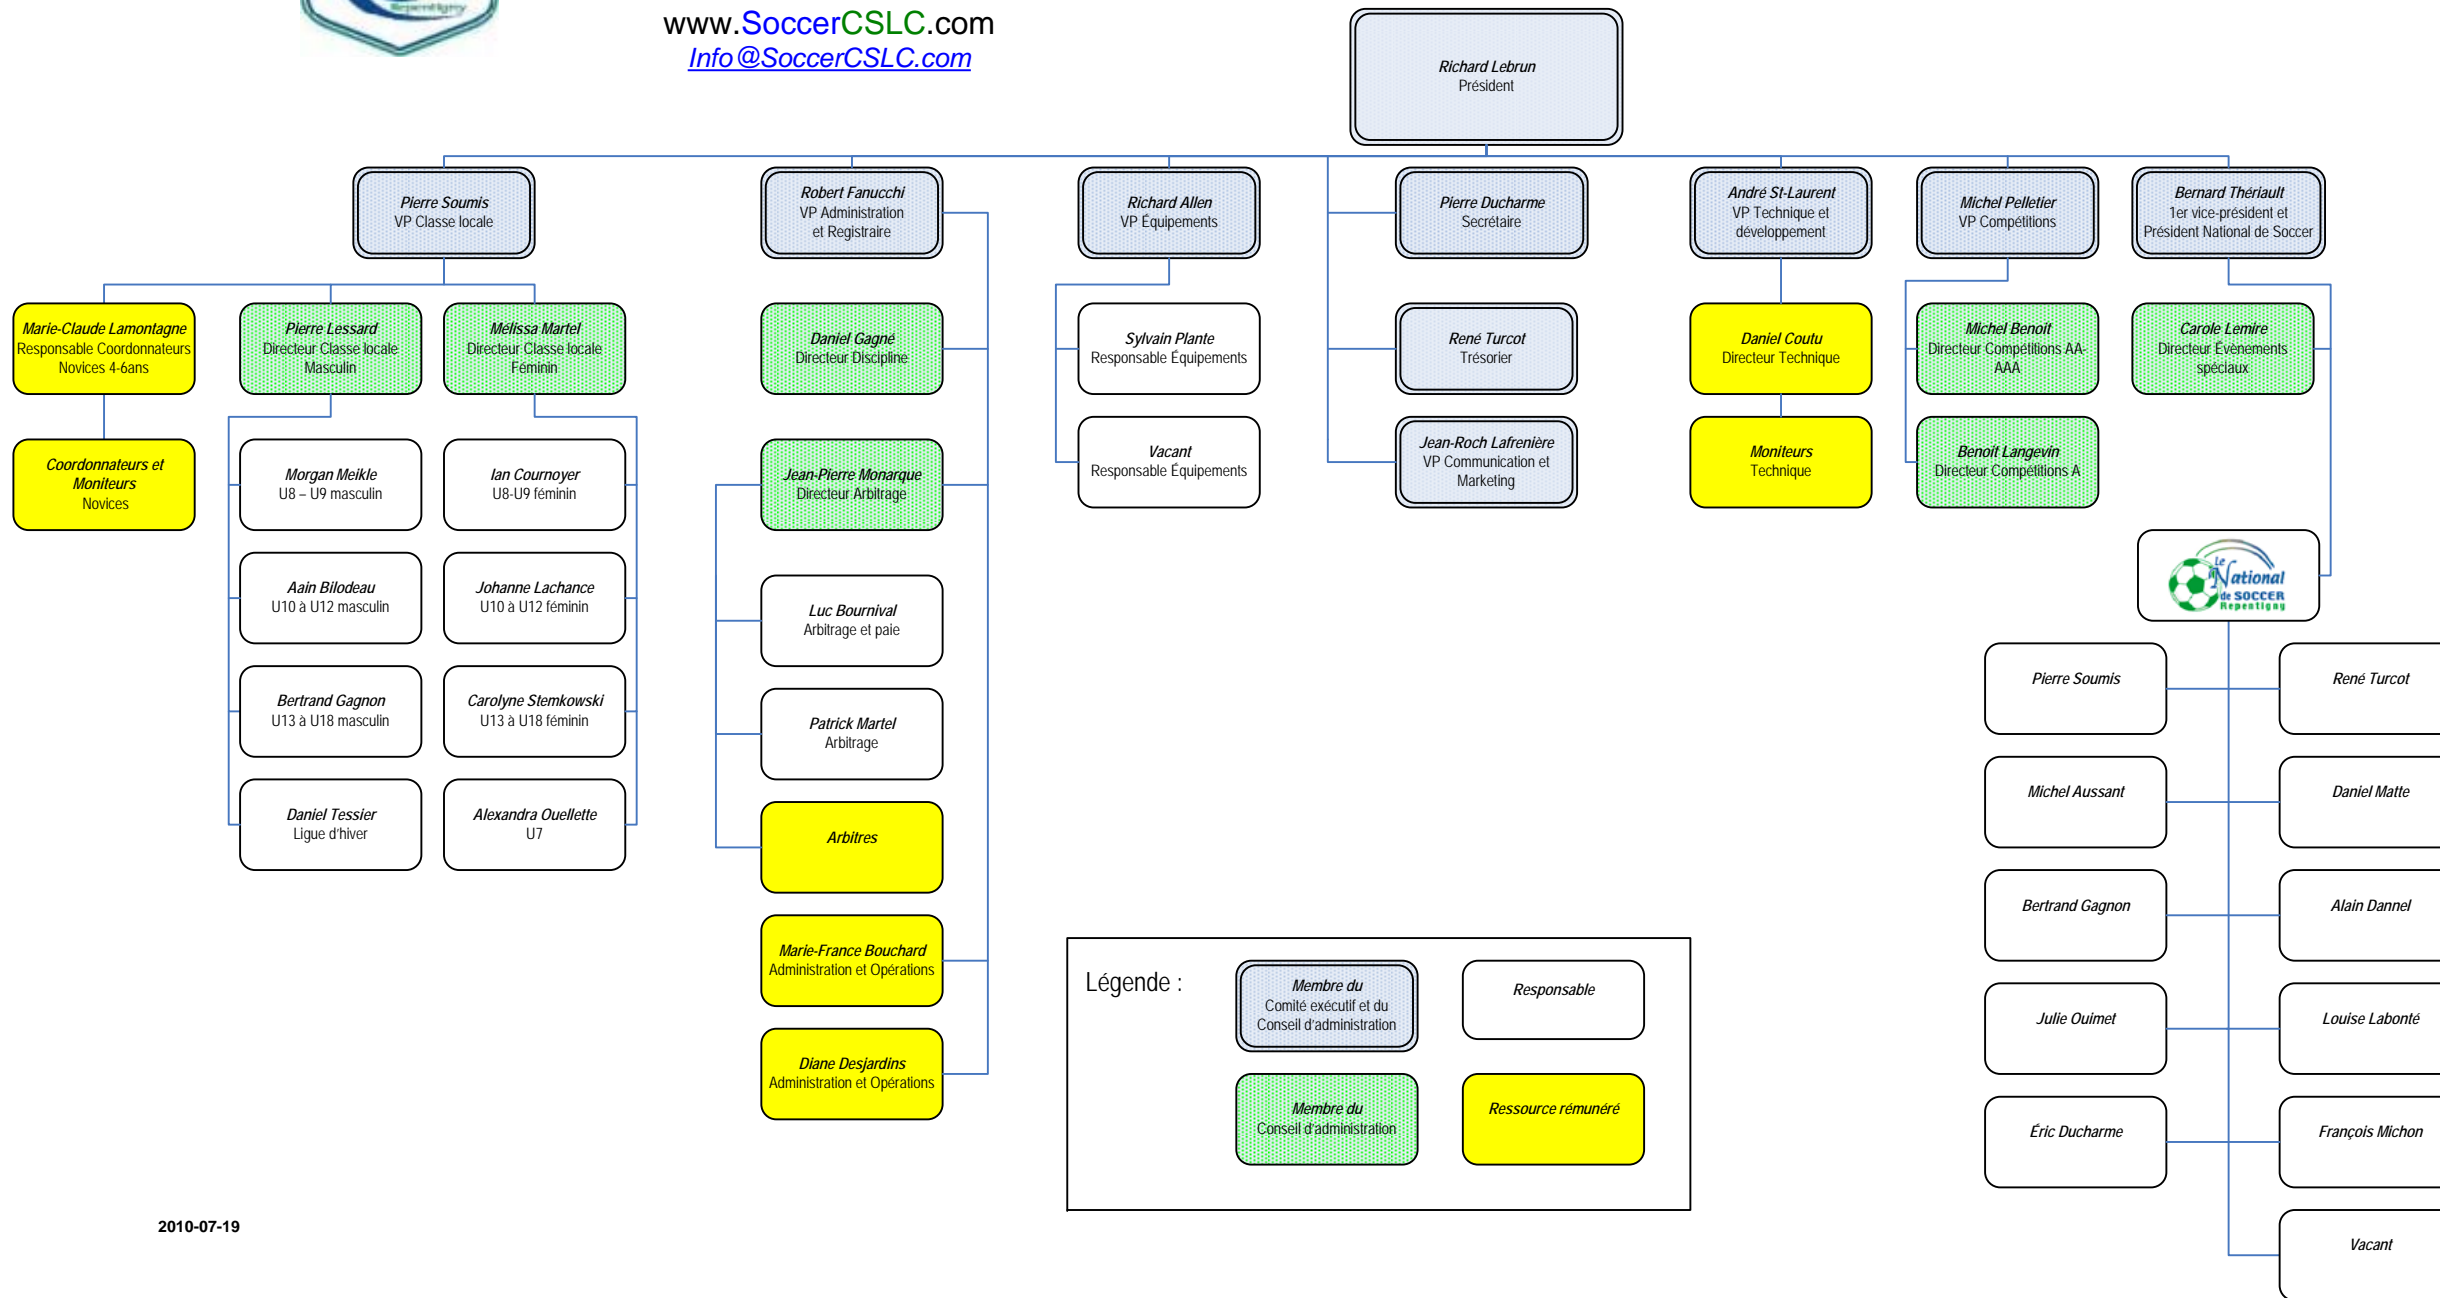 Repentigny
www.SoccerCSLC.com
Info@SoccerCSLC.com
Richard Lebrun
Président
Pierre Soumis
VP Classe locale
Robert Fanucchi
VP Administration
et Registraire
Richard Allen
VP Équipements
Pierre Ducharme
Secrétaire
André St-Laurent
VP Technique et
développement
Michel Pelletier
VP Compétitions
Bernard Thériault
1er vice-président et
Président National de Soccer
Marie-Claude Lamontagne
Responsable Coordonnateurs
Novices 4-6ans
Pierre Lessard
Directeur Classe locale
Masculin
Mélissa Martel
Directeur Classe locale
Féminin
Daniel Gagné
Directeur Discipline
Sylvain Plante
Responsable Équipements
René Turcot
Trésorier
Daniel Coutu
Directeur Technique
Michel Benoit
Directeur Compétitions AA-
AAA
Carole Lemire
Directeur Évènements
spéciaux
Coordonnateurs et
Moniteurs
Novices
Morgan Meikle
U8 – U9 masculin
Ian Cournoyer
U8-U9 féminin
Jean-Pierre Monarque
Directeur Arbitrage
Vacant
Responsable Équipements
Jean-Roch Lafrenière
VP Communication et
Marketing
Moniteurs
Technique
Benoit Langevin
Directeur Compétitions A
Aain Bilodeau
U10 à U12 masculin
Johanne Lachance
U10 à U12 féminin
Luc Bournival
Arbitrage et paie
Le
National
de SOCCER
Repentigny
Bertrand Gagnon
U13 à U18 masculin
Carolyne Stemkowski
U13 à U18 féminin
Patrick Martel
Arbitrage
Pierre Soumis
René Turcot
Daniel Tessier
Ligue d'hiver
Alexandra Ouellette
U7
Arbitres
Michel Aussant
Daniel Matte
Marie-France Bouchard
Administration et Opérations
Bertrand Gagnon
Alain Dannel
Diane Desjardins
Administration et Opérations
Julie Ouimet
Louise Labonté
Éric Ducharme
François Michon
Vacant
Légende :
Membre du
Comité exécutif et du
Conseil d'administration
Responsable
Membre du
Conseil d'administration
Ressource rémunéré
2010-07-19